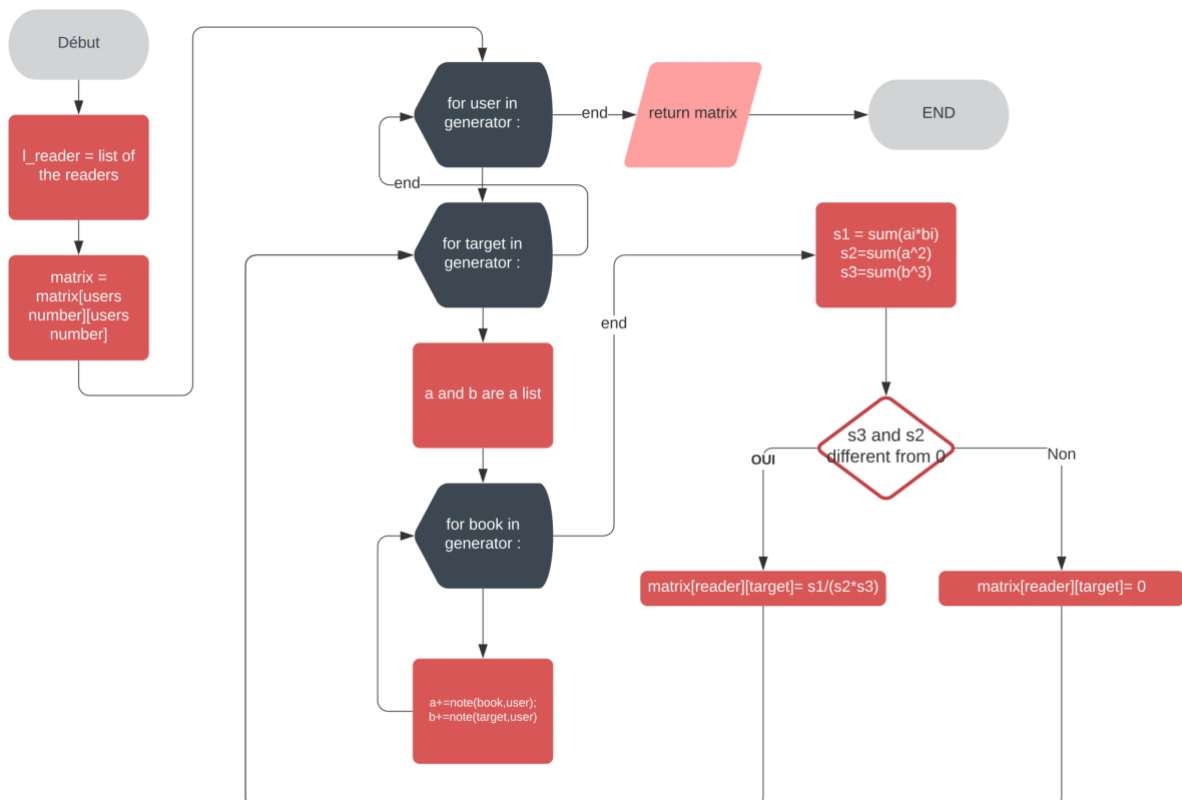 Début
l_reader = list of
the readers
matrix =
matrix[users
number][users
number]
for user in
generator :
end
return matrix
END
end
for target in
generator :
a and b are a list
for book in
generator :
a+=note(book,user);
b+=note(target,user)
end
s1 = sum(ai*bi)
s2=sum(a^2)
s3=sum(b^3)
s3 and s2
different from 0
OUI
Non
matrix[reader][target]= s1/(s2*s3)
matrix[reader][target]= 0